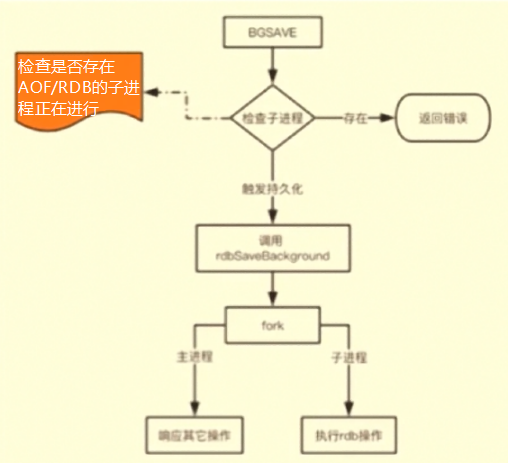 BGSAVE
检查是否存在
AOF/RDB的子进
程正在进行
检查子进程
存在
返回错误
触发持久化
调用
rdbSaveBackground
fork
主进程
子进程
响应其它操作
执行rdb操作